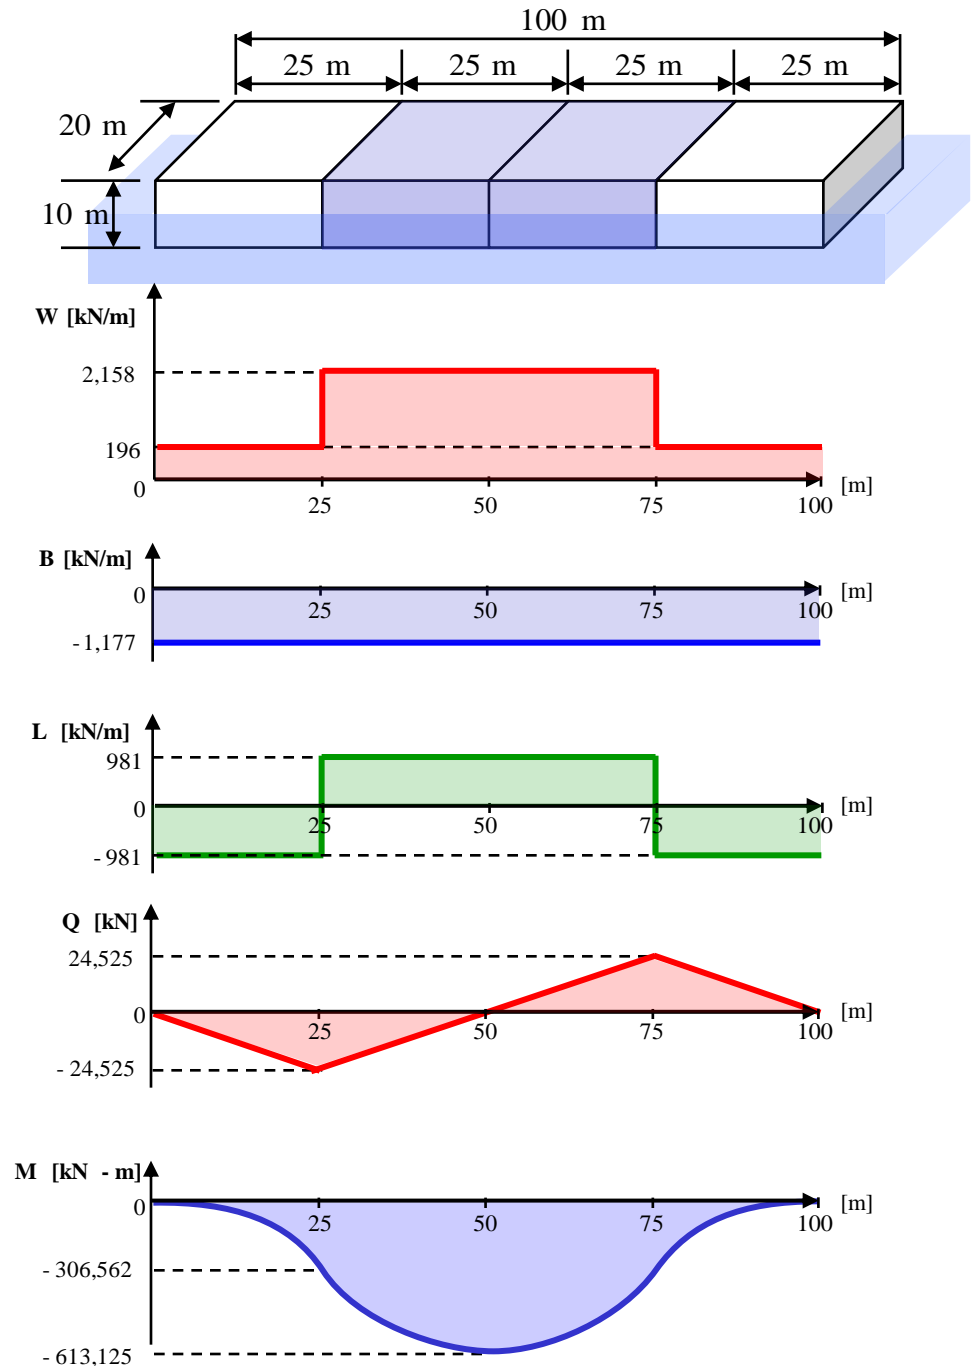 100 m
25 m 25 m 25 m 25 m
20 m
10 m
W [kN/m]
2,158
196
0
25 50 75 100 [m]
B [kN/m]
0
25 50 75 100 [m]
-1,177
L [kN/m]
981
0
25 50 75 100
-981
Q [kN]
24,525
0
25 50 75 100 [m]
- 24,525
M [kN - m]
0
25 50 75 100 [m]
- 306,562
- 613,125